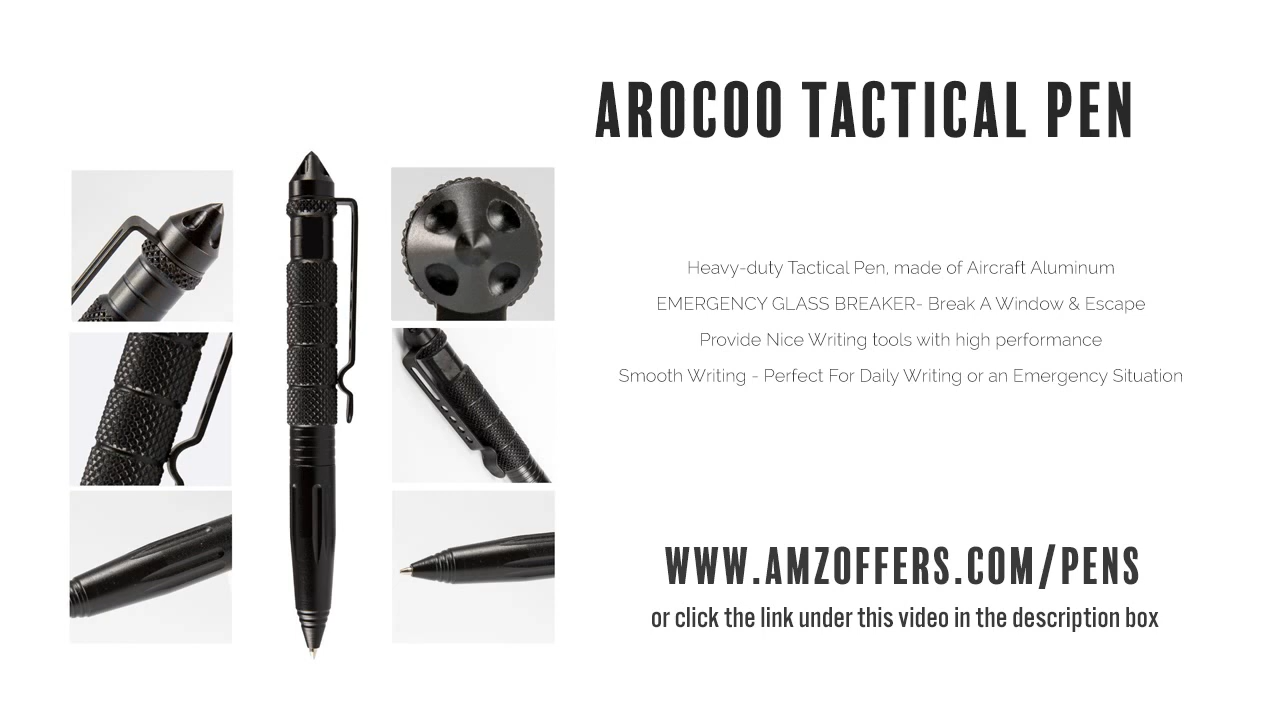 AROCOO TACTICAL PEN
Heavy-duty Tactical Pen, made of Aircraft Aluminum
EMERGENCY GLASS BREAKER- Break A Window & Escape
Provide Nice Writing tools with high performance
Smooth Writing - Perfect For Daily Writing or an Emergency Situation
WWW.AMZOFFERS.COM/PENS
or click the link under this video in the description box